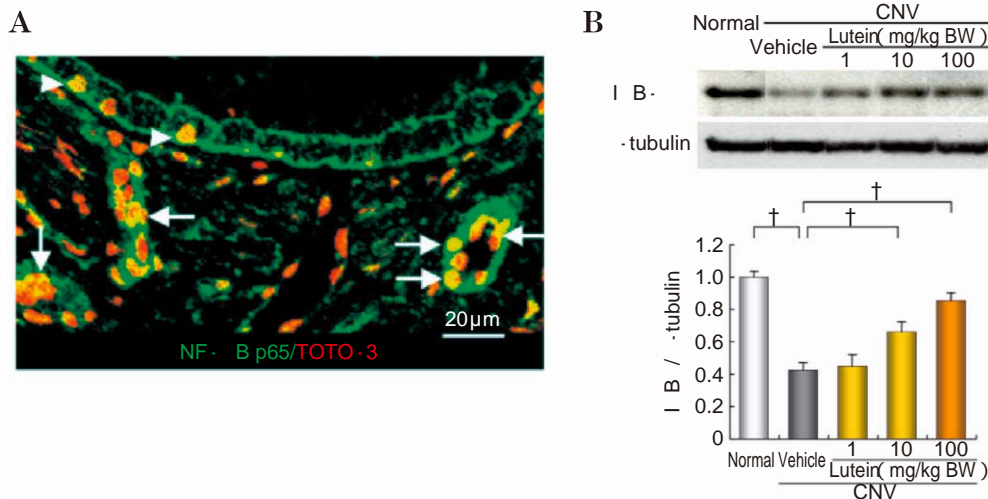 A
NF- B p65/TOTO-3
20μm
B
CNV
Normal
Vehicle
Lutein( mg/kg BW)
1 10 100
I B-
-tubulin
† † †
1.2
1.0
0.8
0.6
0.4
0.2
0
I B / -tubulin
Normal Vehicle 1 10 100
Lutein( mg/kg BW)
CNV